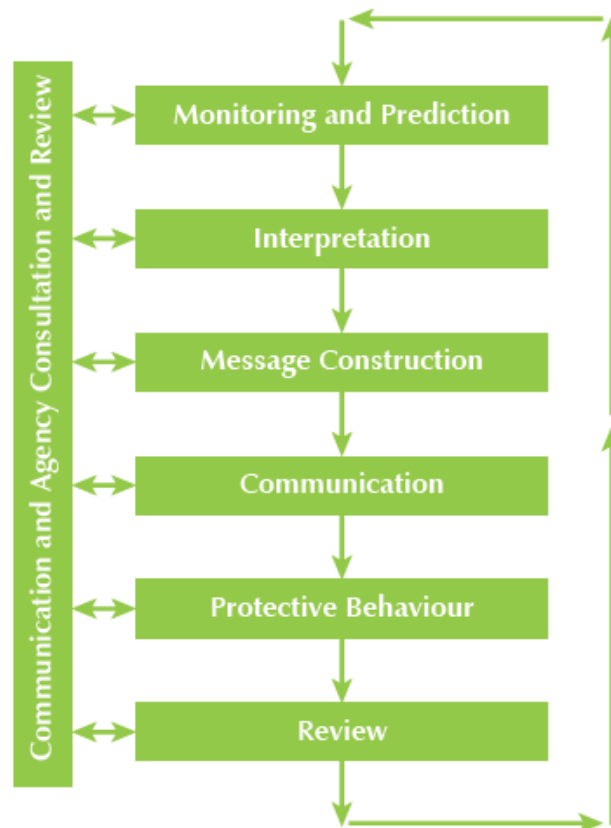 Communication and Agency Consultation and Review
Monitoring and Prediction
Interpretation
Message Construction
Communication
Protective Behaviour
Review